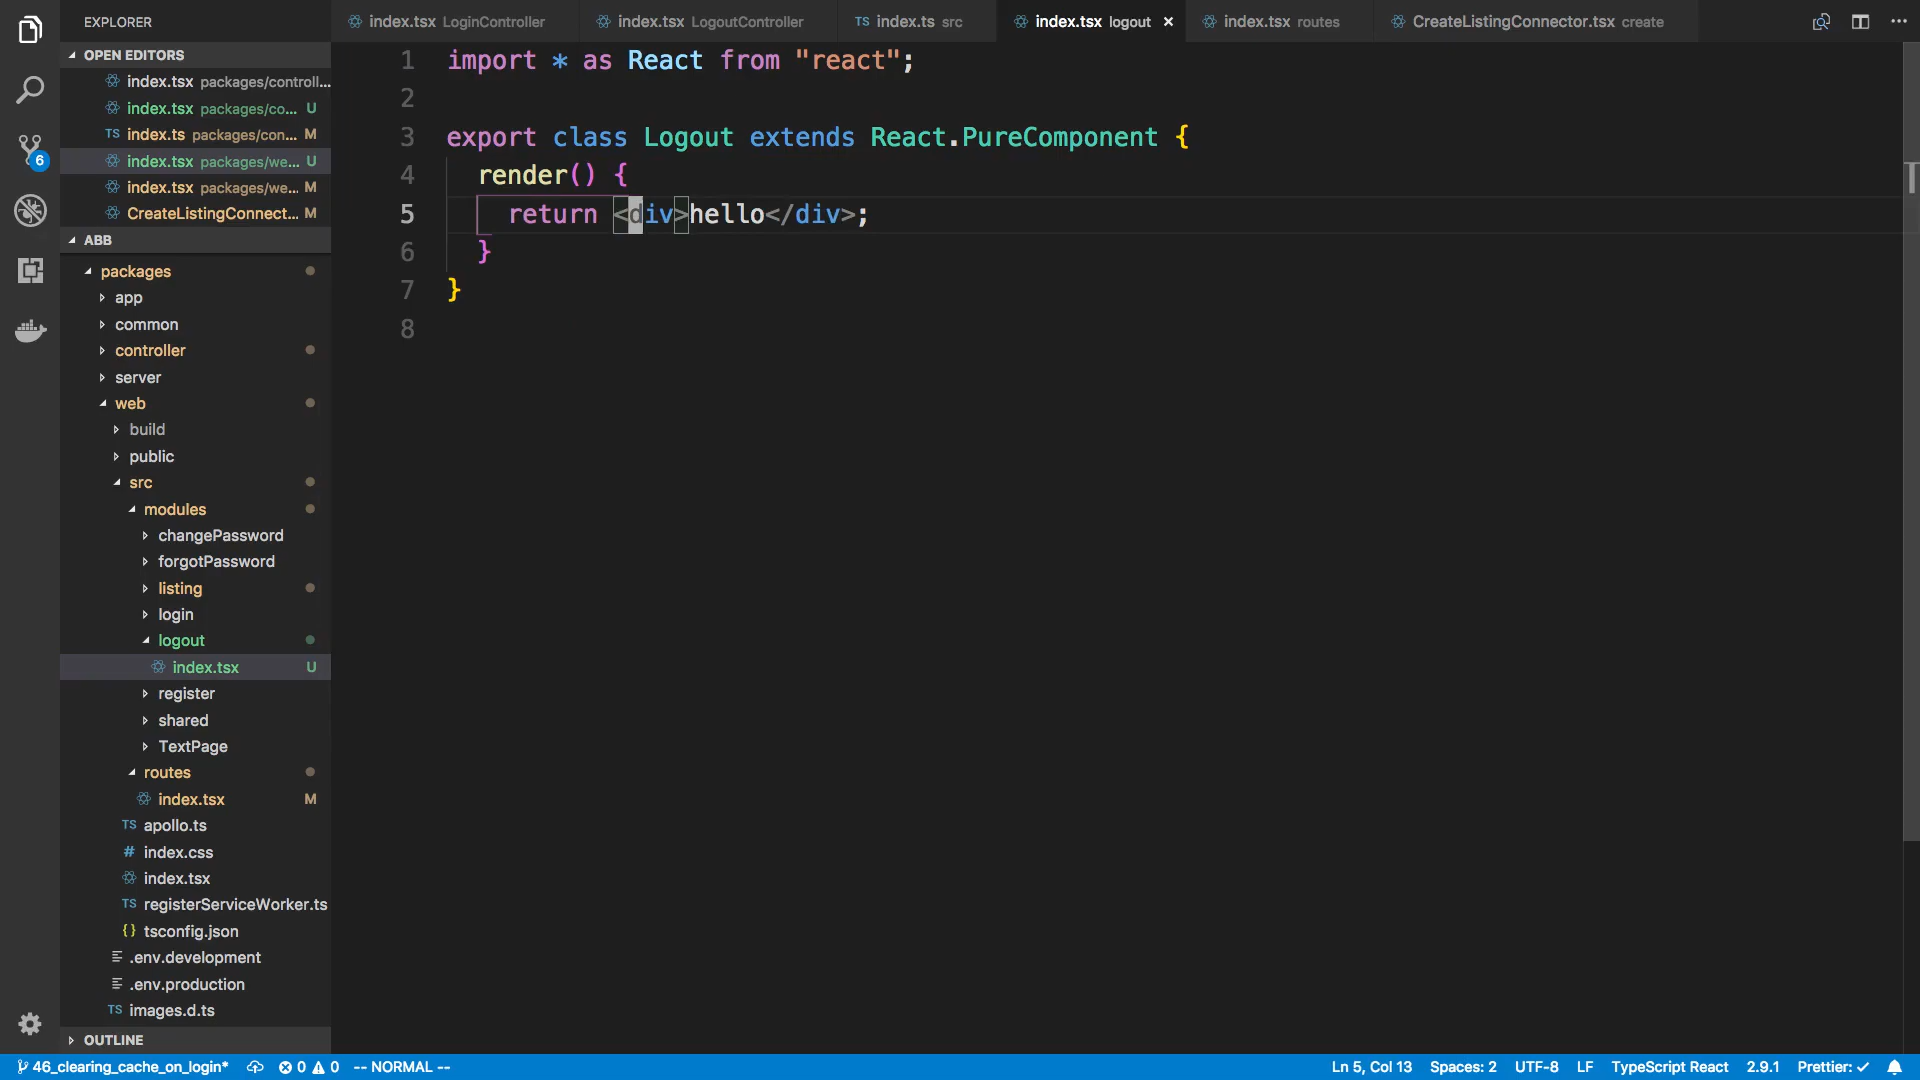 EXPLORER
index.tsx LoginController
index.tsx LogoutController
TS index.ts src
index.tsx logout ×
index.tsx routes
CreateListingConnector.tsx create
OPEN EDITORS
index.tsx packages/controll...
index.tsx packages/co... U
TS index.ts packages/con... M
index.tsx packages/we... U
index.tsx packages/we... M
CreateListingConnect... M
6
ABB
packages
app
common
controller
server
web
build
public
src
modules
changePassword
forgotPassword
listing
login
logout
index.tsx U
register
shared
TextPage
routes
index.tsx M
TS apollo.ts
# index.css
index.tsx
TS registerServiceWorker.ts
{} tsconfig.json
.env.development
.env.production
TS images.d.ts
OUTLINE
1 import * as React from "react";
2
3 export class Logout extends React.PureComponent {
4 render() {
5 return <div>hello</div>;
6 }
7 }
8
46_clearing_cache_on_login* 0 0 -- NORMAL -- Ln 5, Col 13 Spaces: 2 UTF-8 LF TypeScript React 2.9.1 Prettier: ✓